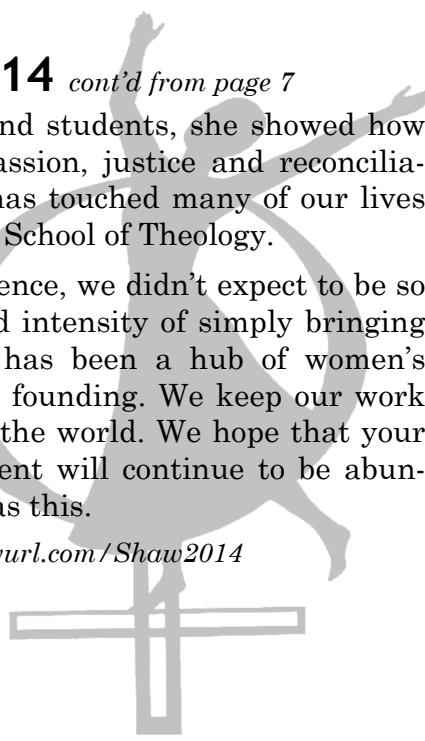 14 cont'd from page 7
nd students, she showed how
assion, justice and reconcilia-
has touched many of our lives
School of Theology.
ence, we didn't expect to be so
d intensity of simply bringing
has been a hub of women's
founding. We keep our work
the world. We hope that your
ent will continue to be abun-
as this.
yurl.com/Shaw2014